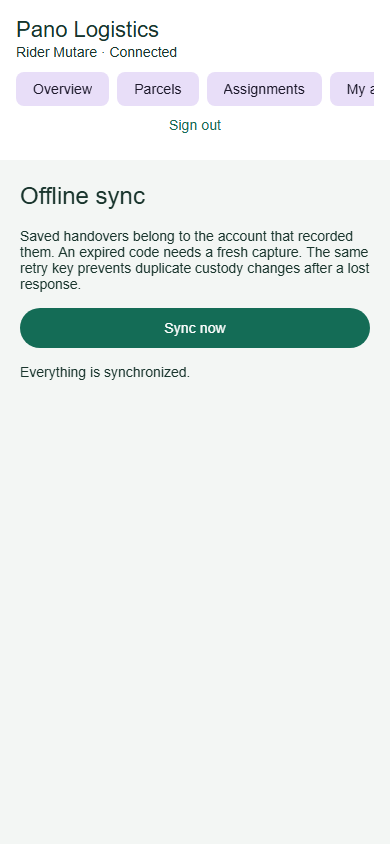 Pano Logistics
Rider Mutare · Connected
Overview
Parcels
Assignments
My a
Sign out
Offline sync
Saved handovers belong to the account that recorded
them. An expired code needs a fresh capture. The same
retry key prevents duplicate custody changes after a lost
response.
Sync now
Everything is synchronized.